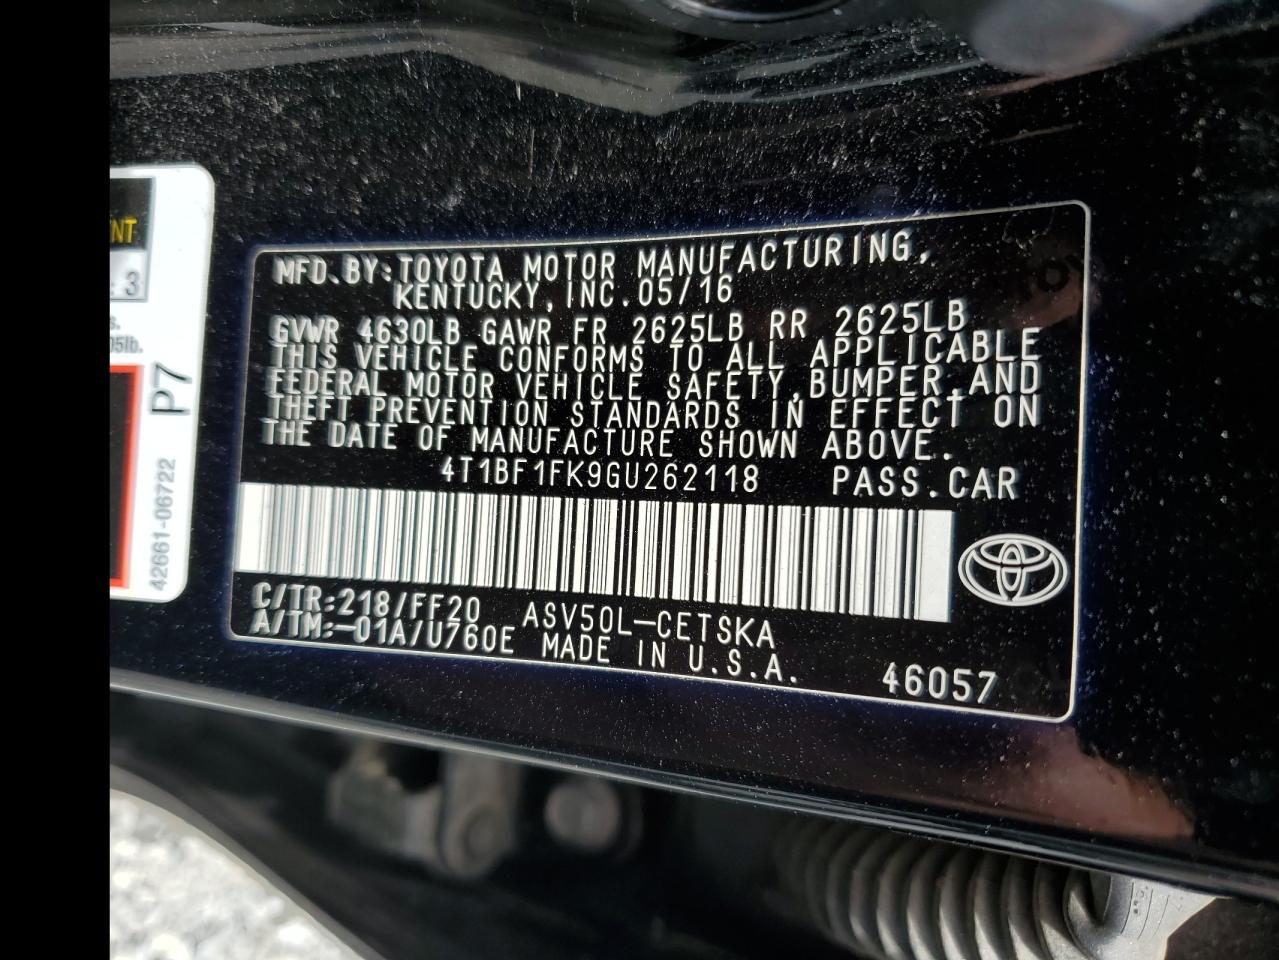 MFD.BY:TOYOTA MOTOR MANUFACTURING,
KENTUCKY,INC.05/16
GVWR 4630LB GAWR FR 2625LB RR 2625LB
THIS VEHICLE CONFORMS TO ALL APPLICABLE
FEDERAL MOTOR VEHICLE SAFETY,BUMPER,AND
THEFT PREVENTION STANDARDS IN EFFECT ON
THE DATE OF MANUFACTURE SHOWN ABOVE.
4T1BF1FK9GU262118 PASS.CAR
C/TR:218/FF20 ASV50L-CETSKA
A/TM:-01A/U760E MADE IN U.S.A.
46057
3
P7
42661-06722